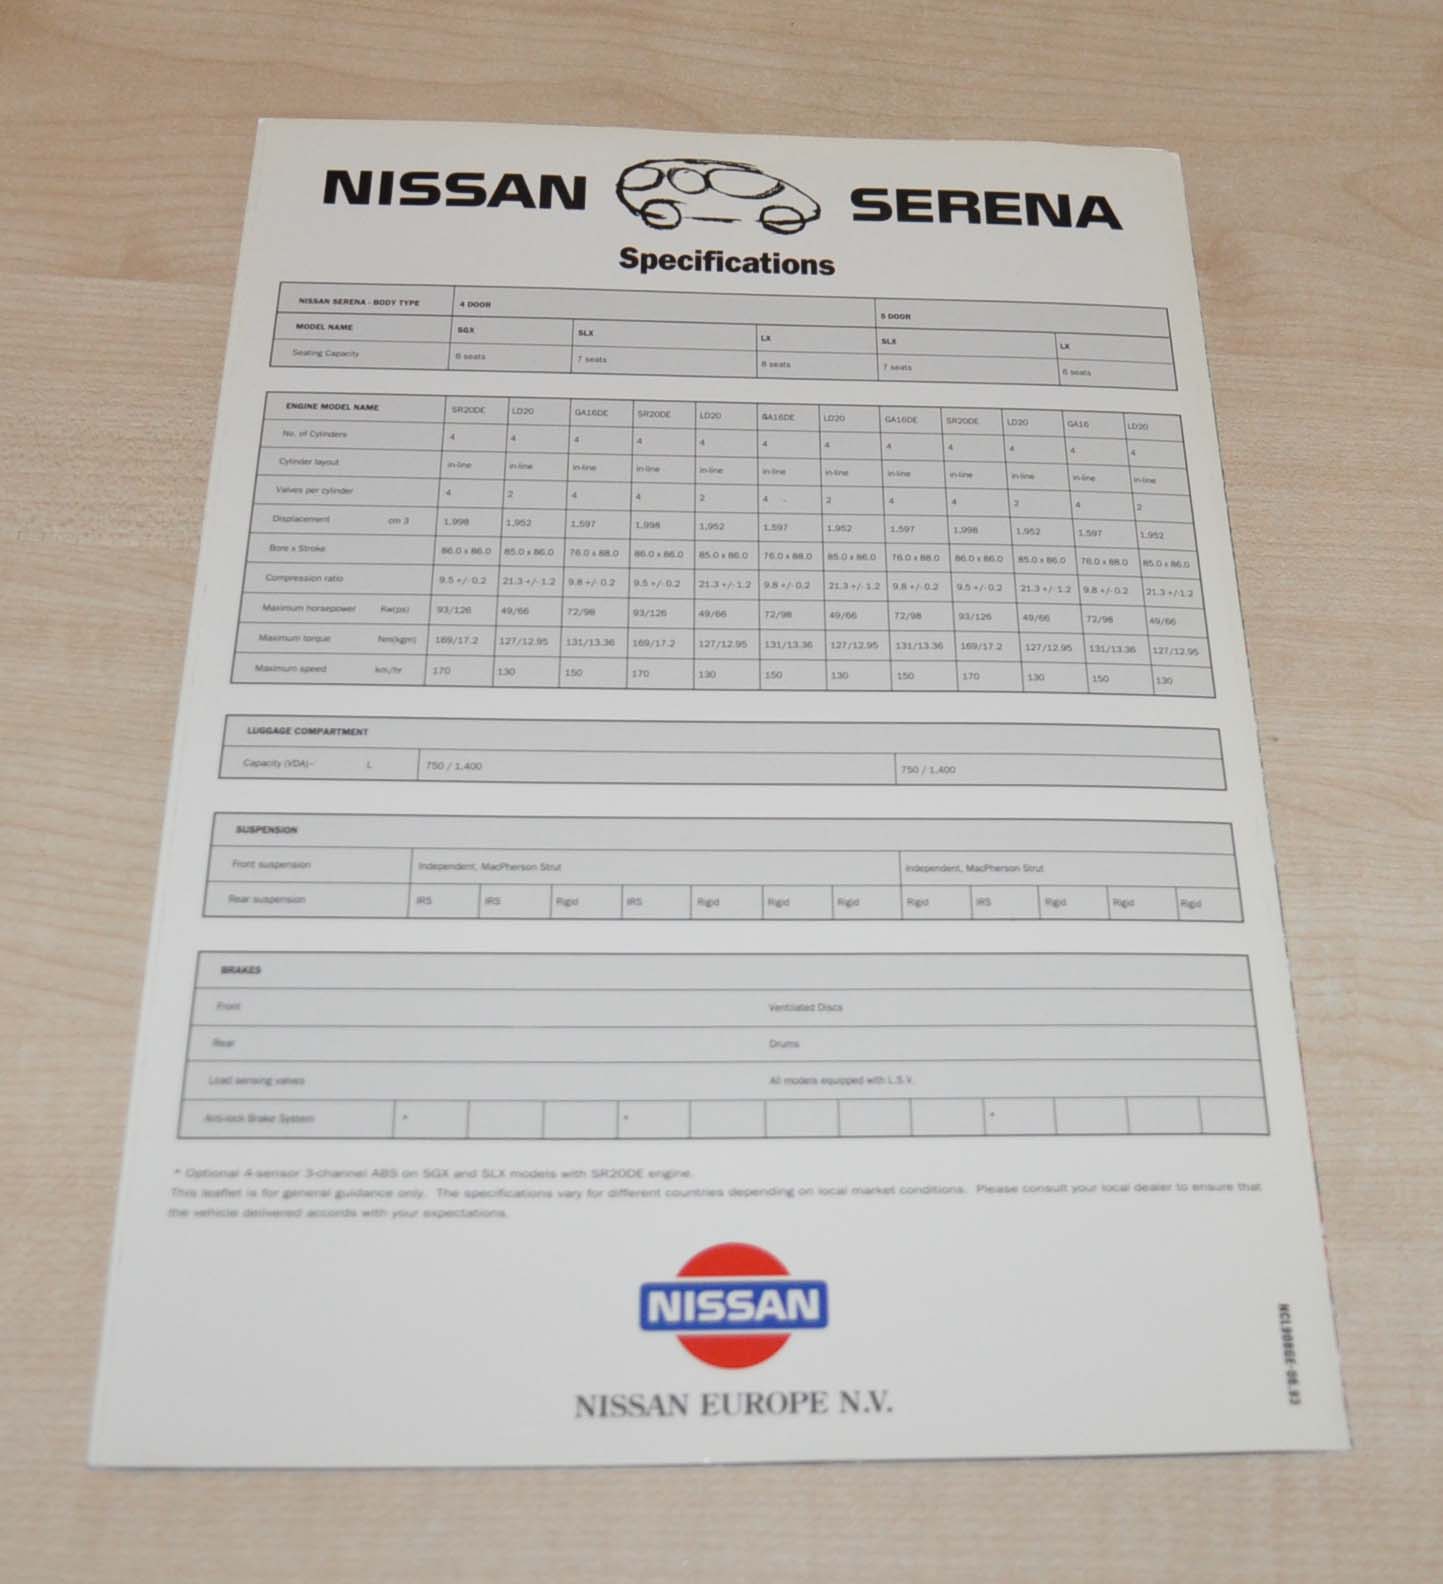 NISSAN SERENA
Specifications
NISSAN SERENA - BODY TYPE 4 DOOR 5 DOOR
MODEL NAME SGX SLX LX SLX LX
Seating Capacity 6 seats 7 seats 8 seats 7 seats 8 seats
ENGINE MODEL NAME SR20DE LD20 GA16DE SR20DE LD20 GA16DE LD20 GA16DE SR20DE LD20 GA16 LD20
No. of Cylinders 4 4 4 4 4 4 4 4 4 4 4 4
Cylinder layout in-line in-line in-line in-line in-line in-line in-line in-line in-line in-line in-line in-line
Valves per cylinder 4 2 4 4 2 4 2 4 4 2 4 2
Displacement cm 3 1,998 1,952 1,597 1,998 1,952 1,597 1,952 1,597 1,998 1,952 1,597 1,952
Bore x Stroke 86.0 x 86.0 85.0 x 86.0 76.0 x 88.0 86.0 x 86.0 85.0 x 86.0 76.0 x 88.0 85.0 x 86.0 76.0 x 88.0 86.0 x 86.0 85.0 x 86.0 76.0 x 88.0 85.0 x 86.0
Compression ratio 9.5 +/- 0.2 21.3 +/- 1.2 9.8 +/- 0.2 9.5 +/- 0.2 21.3 +/- 1.2 9.8 +/- 0.2 21.3 +/- 1.2 9.8 +/- 0.2 9.5 +/- 0.2 21.3 +/- 1.2 9.8 +/- 0.2 21.3 +/- 1.2
Maximum horsepower Kw(ps) 93/126 49/66 72/98 93/126 49/66 72/98 49/66 72/98 93/126 49/66 72/98 49/66
Maximum torque Nm(kgm) 169/17.2 127/12.95 131/13.36 169/17.2 127/12.95 131/13.36 127/12.95 131/13.36 169/17.2 127/12.95 131/13.36 127/12.95
Maximum speed km/hr 170 130 150 170 130 150 130 150 170 130 150 130
LUGGAGE COMPARTMENT
Capacity (VDA)- L 750 / 1,400 750 / 1,400
SUSPENSION
Front suspension Independent, MacPherson Strut Independent, MacPherson Strut
Rear suspension IRS IRS Rigid IRS Rigid Rigid Rigid Rigid IRS Rigid Rigid Rigid
BRAKES
Front Ventilated Discs
Rear Drums
Load sensing valves All models equipped with L.S.V.
Anti-lock Brake System * * *
* Optional 4-sensor 3-channel ABS on SGX and SLX models with SR20DE engine.
This leaflet is for general guidance only. The specifications vary for different countries depending on local market conditions. Please consult your local dealer to ensure that
the vehicle delivered accords with your expectations.
NISSAN
NISSAN EUROPE N.V.